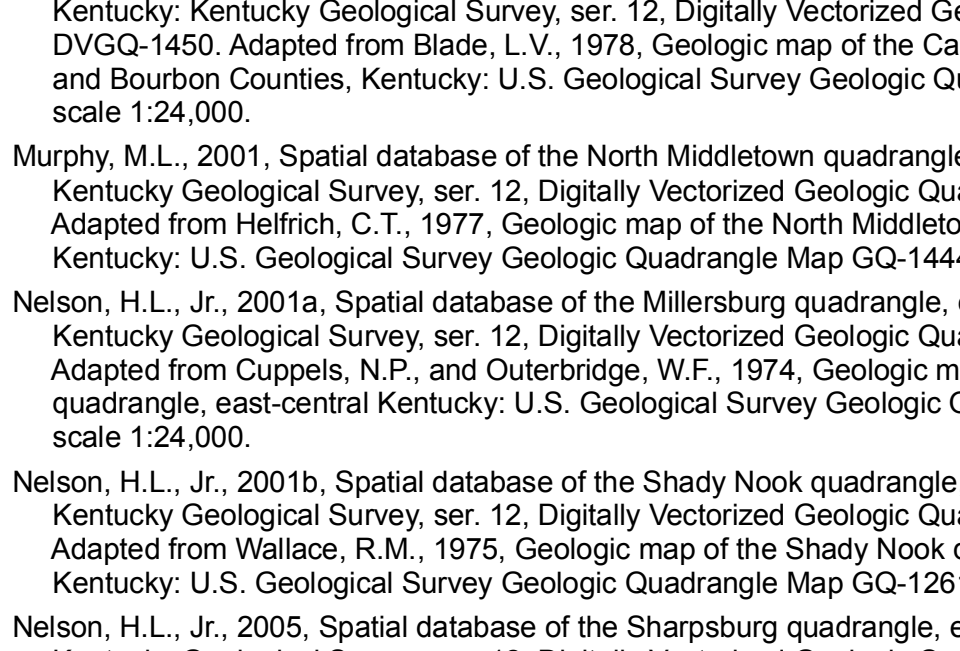 Kentucky: Kentucky Geological Survey, ser. 12, Digitally Vectorized Ge
DVGQ-1450. Adapted from Blade, L.V., 1978, Geologic map of the Ca
and Bourbon Counties, Kentucky: U.S. Geological Survey Geologic Qu
scale 1:24,000.
Murphy, M.L., 2001, Spatial database of the North Middletown quadrangle
Kentucky Geological Survey, ser. 12, Digitally Vectorized Geologic Qua
Adapted from Helfrich, C.T., 1977, Geologic map of the North Middleto
Kentucky: U.S. Geological Survey Geologic Quadrangle Map GQ-1444
Nelson, H.L., Jr., 2001a, Spatial database of the Millersburg quadrangle,
Kentucky Geological Survey, ser. 12, Digitally Vectorized Geologic Qua
Adapted from Cuppels, N.P., and Outerbridge, W.F., 1974, Geologic m
quadrangle, east-central Kentucky: U.S. Geological Survey Geologic
scale 1:24,000.
Nelson, H.L., Jr., 2001b, Spatial database of the Shady Nook quadrangle
Kentucky Geological Survey, ser. 12, Digitally Vectorized Geologic Qua
Adapted from Wallace, R.M., 1975, Geologic map of the Shady Nook
Kentucky: U.S. Geological Survey Geologic Quadrangle Map GQ-1261
Nelson, H.L., Jr., 2005, Spatial database of the Sharpsburg quadrangle, e